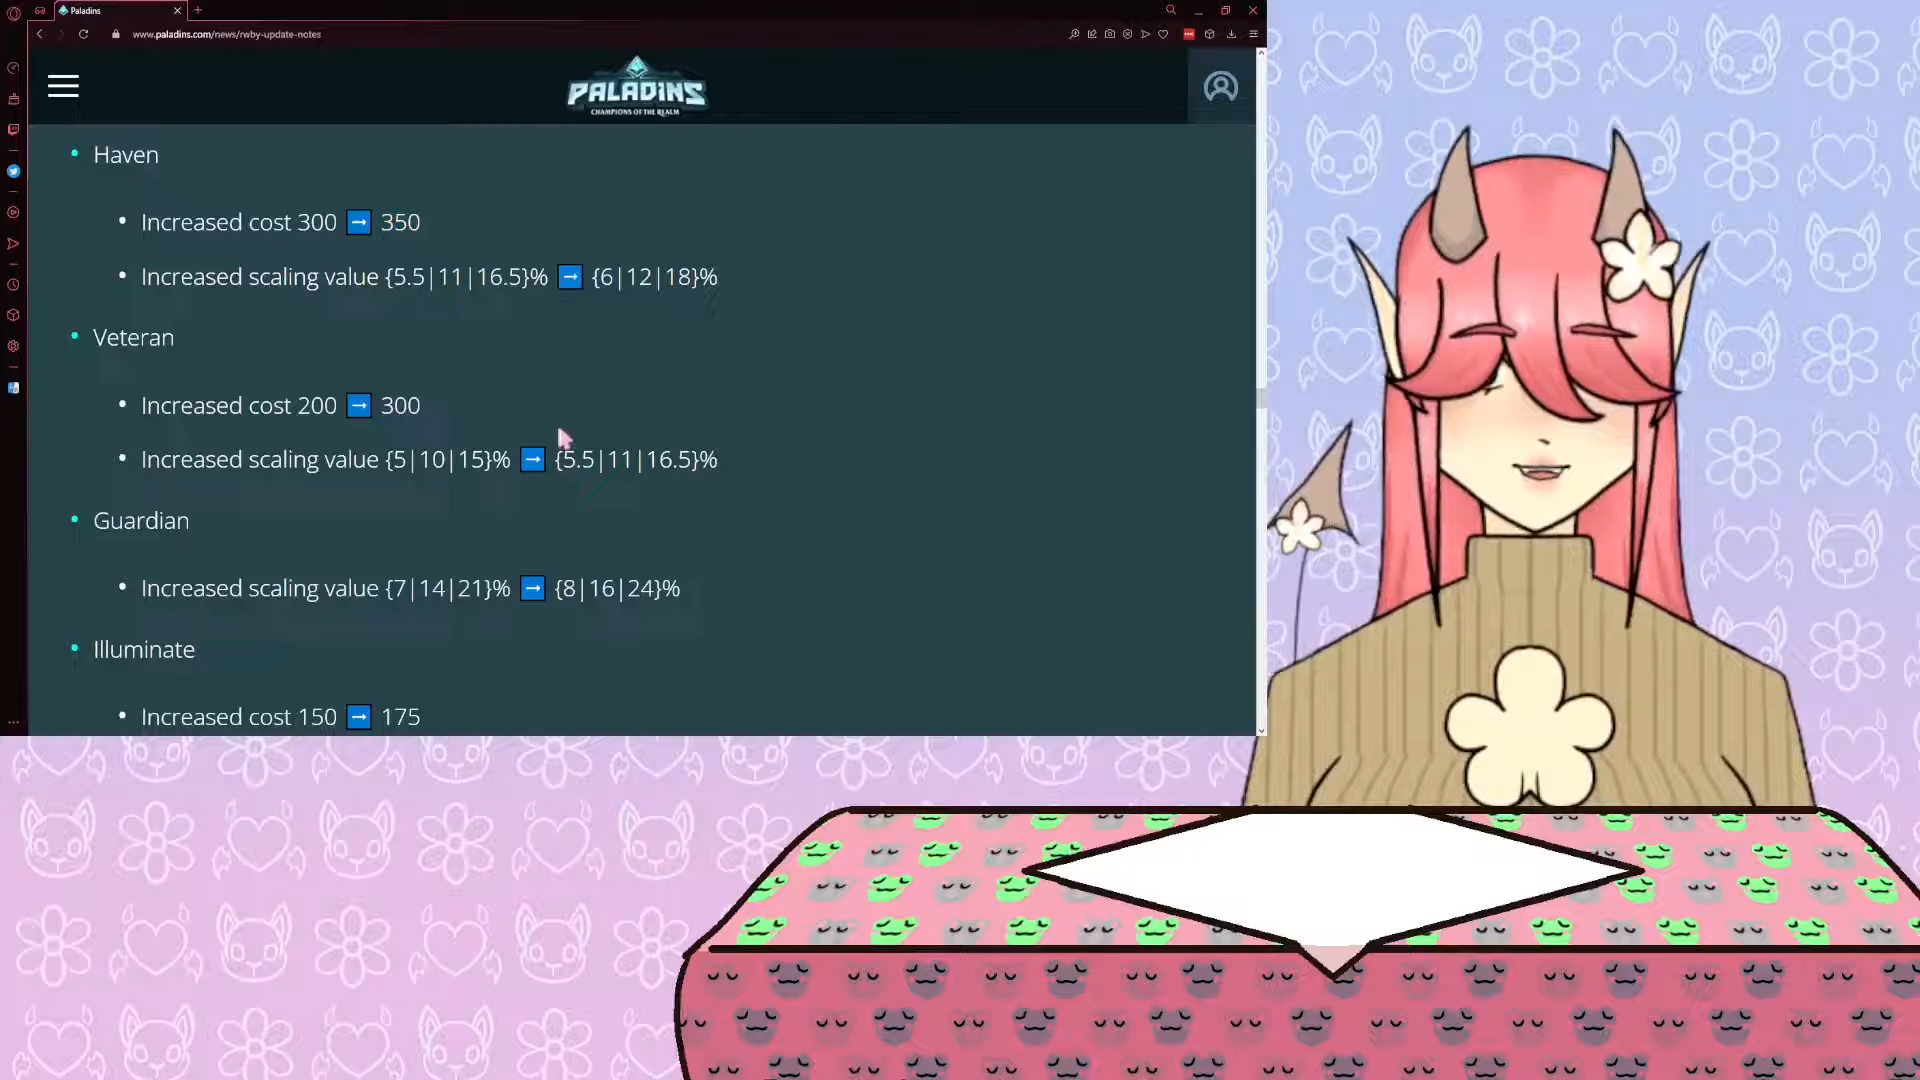 Paladins
www.paladins.com/news/rwby-update-notes
PALADINS
CHAMPIONS OF THE REALM
• Haven
• Increased cost 300 ➡ 350
• Increased scaling value {5.5|11|16.5}% ➡ {6|12|18}%
• Veteran
• Increased cost 200 ➡ 300
• Increased scaling value {5|10|15}% ➡ {5.5|11|16.5}%
• Guardian
• Increased scaling value {7|14|21}% ➡ {8|16|24}%
• Illuminate
• Increased cost 150 ➡ 175